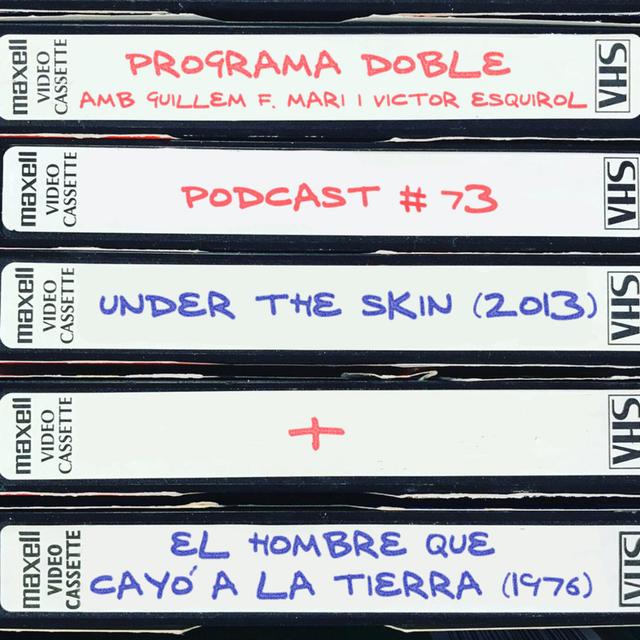 maxell VIDEO CASSETTE PROGRAMA DOBLE VHS
AMB GUILLEM F. MARI I VICTOR ESQUIROL
maxell VIDEO CASSETTE PODCAST # 73 VHS
maxell VIDEO CASSETTE UNDER THE SKIN (2013) VHS
maxell VIDEO CASSETTE + VHS
maxell VIDEO CASSETTE EL HOMBRE QUE VHS
CAYÓ A LA TIERRA (1976)